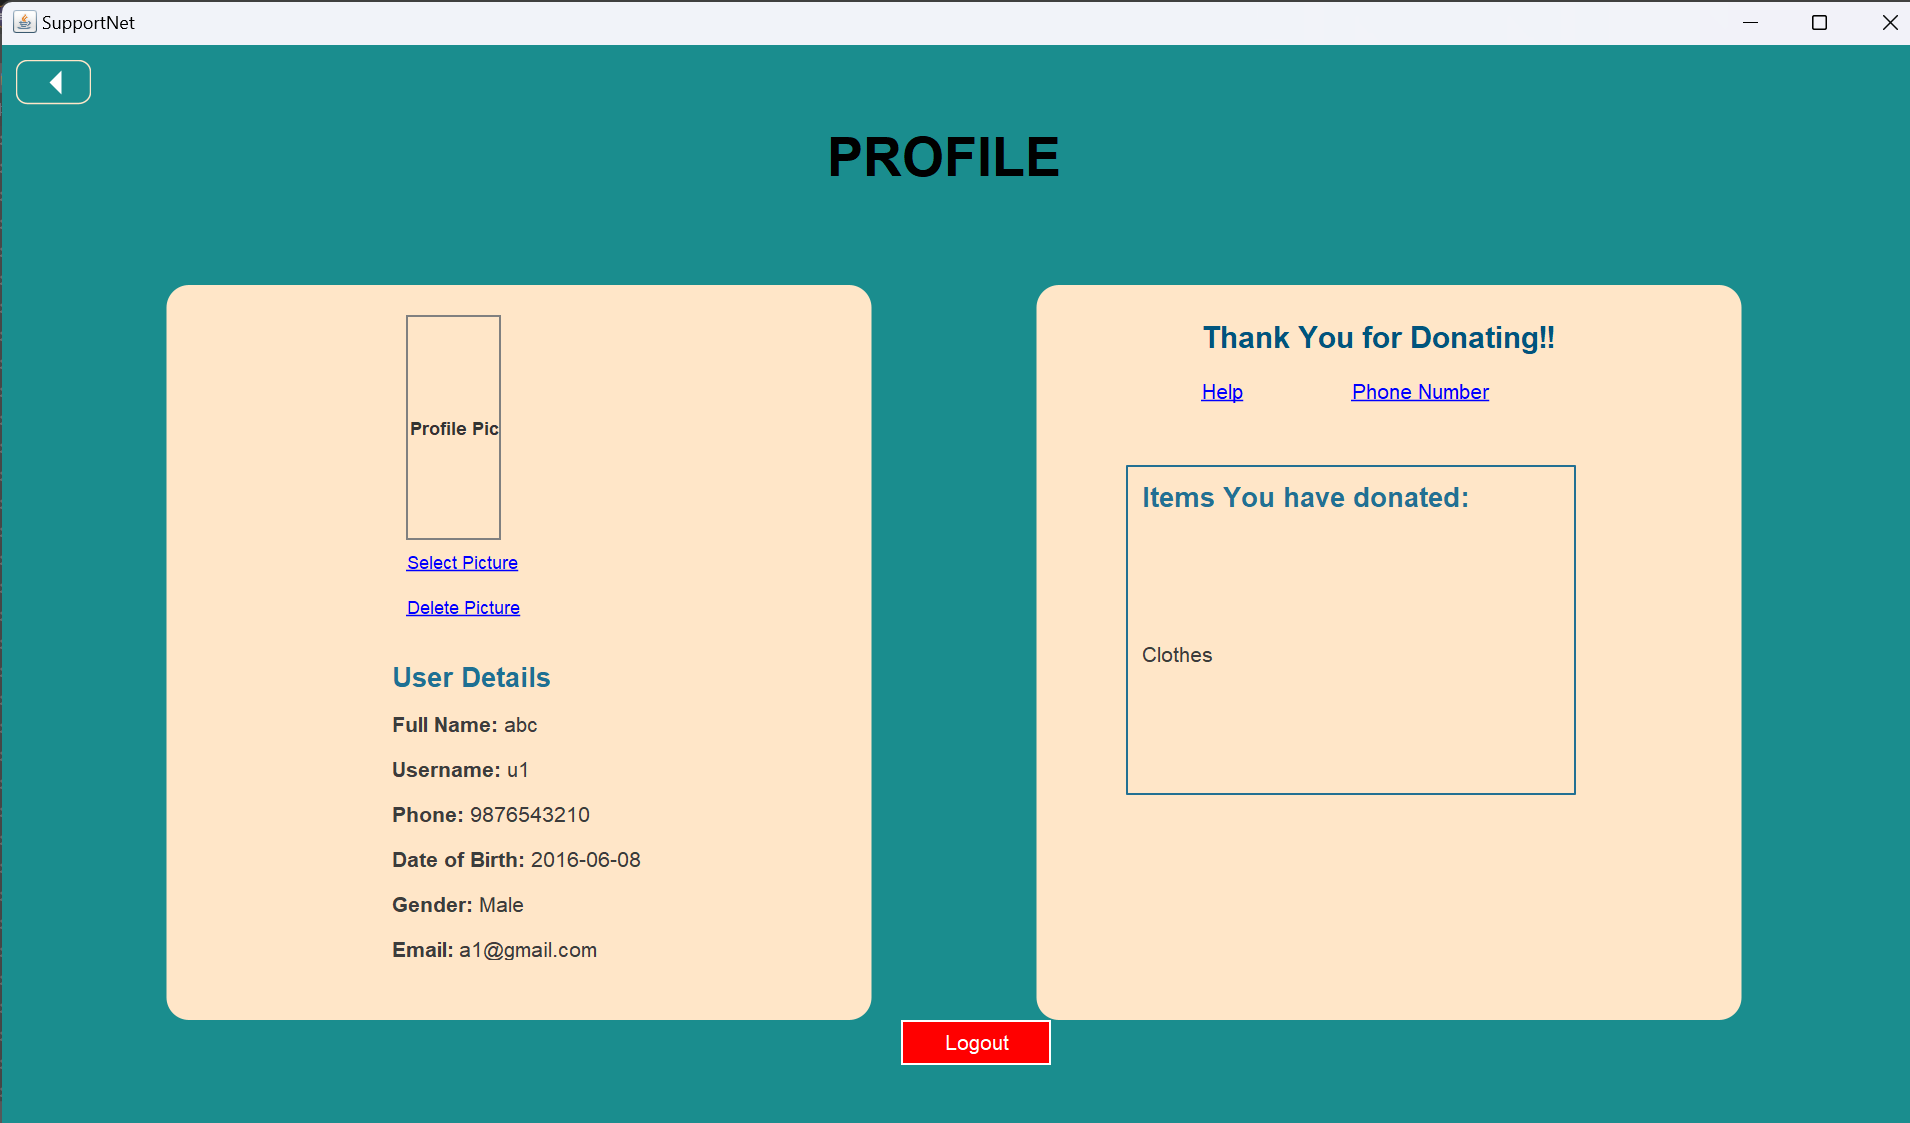 SupportNet
PROFILE
Profile Pic
Select Picture
Delete Picture
User Details
Full Name: abc
Username: u1
Phone: 9876543210
Date of Birth: 2016-06-08
Gender: Male
Email: a1@gmail.com
Thank You for Donating!!
Help Phone Number
Items You have donated:
Clothes
Logout